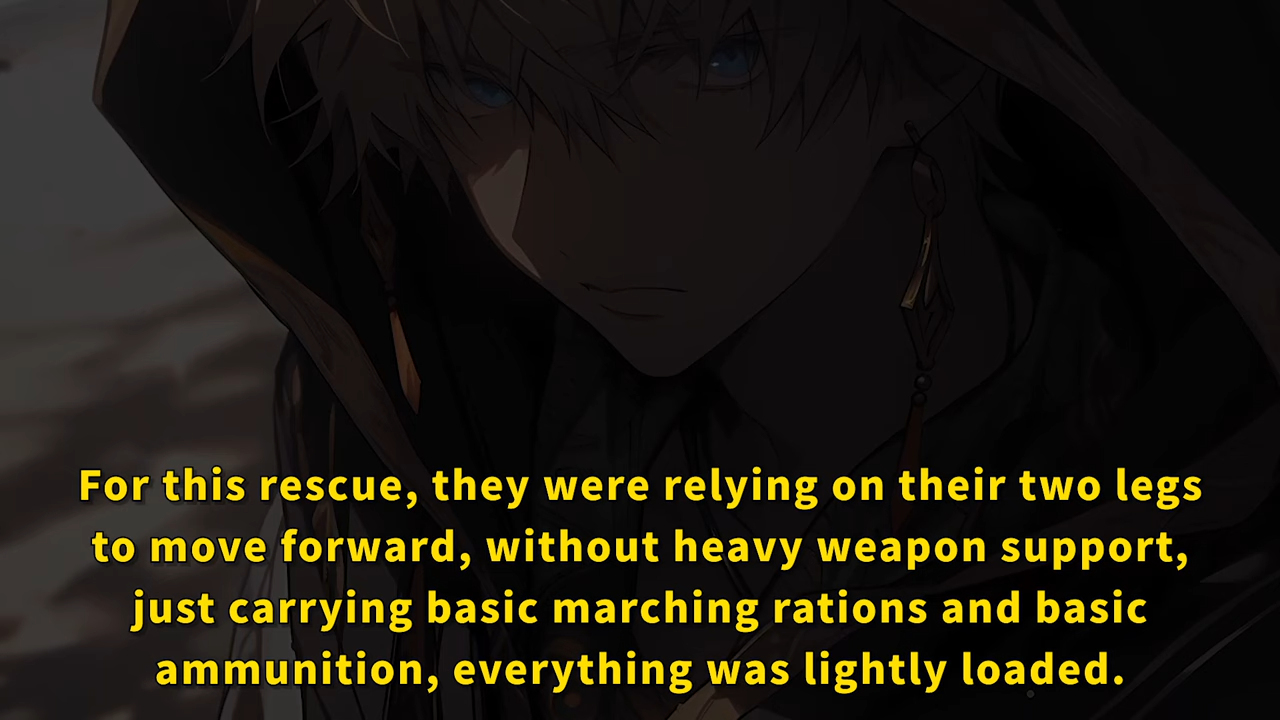 For this rescue, they were relying on their two legs
to move forward, without heavy weapon support,
just carrying basic marching rations and basic
ammunition, everything was lightly loaded.